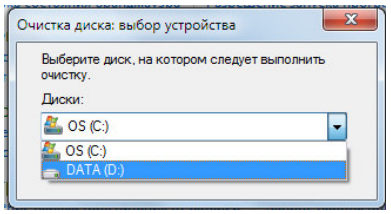 Очистка диска: выбор устройства
Выберите диск, на котором следует выполнить
очистку.
Диски:
OS (C:)
OS (C:)
DATA (D:)